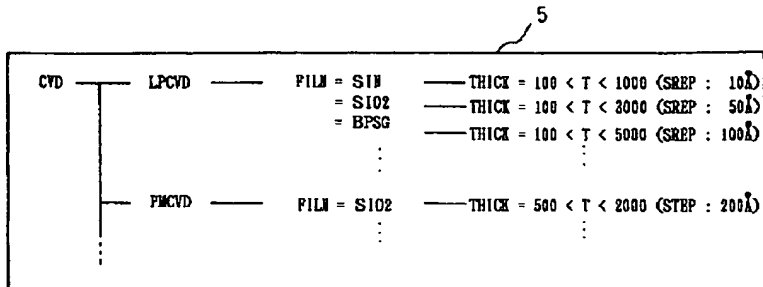 5
CVD LPCVD FILM = SIN THICK = 100 < T < 1000 (SREP : 10Å)
= SIO2 THICK = 100 < T < 3000 (SREP : 50Å)
= BPSG THICK = 100 < T < 5000 (SREP : 100Å)
PMCVD FILM = SIO2 THICK = 500 < T < 2000 (STEP : 200Å)